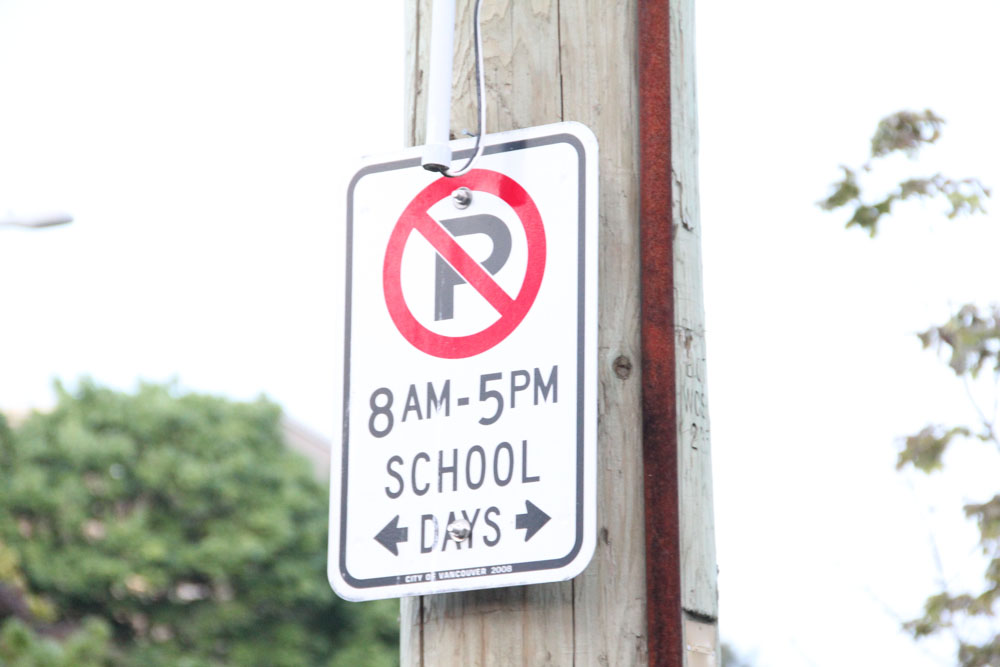 P
8AM-5PM
SCHOOL
DAYS
CITY OF VANCOUVER 2008